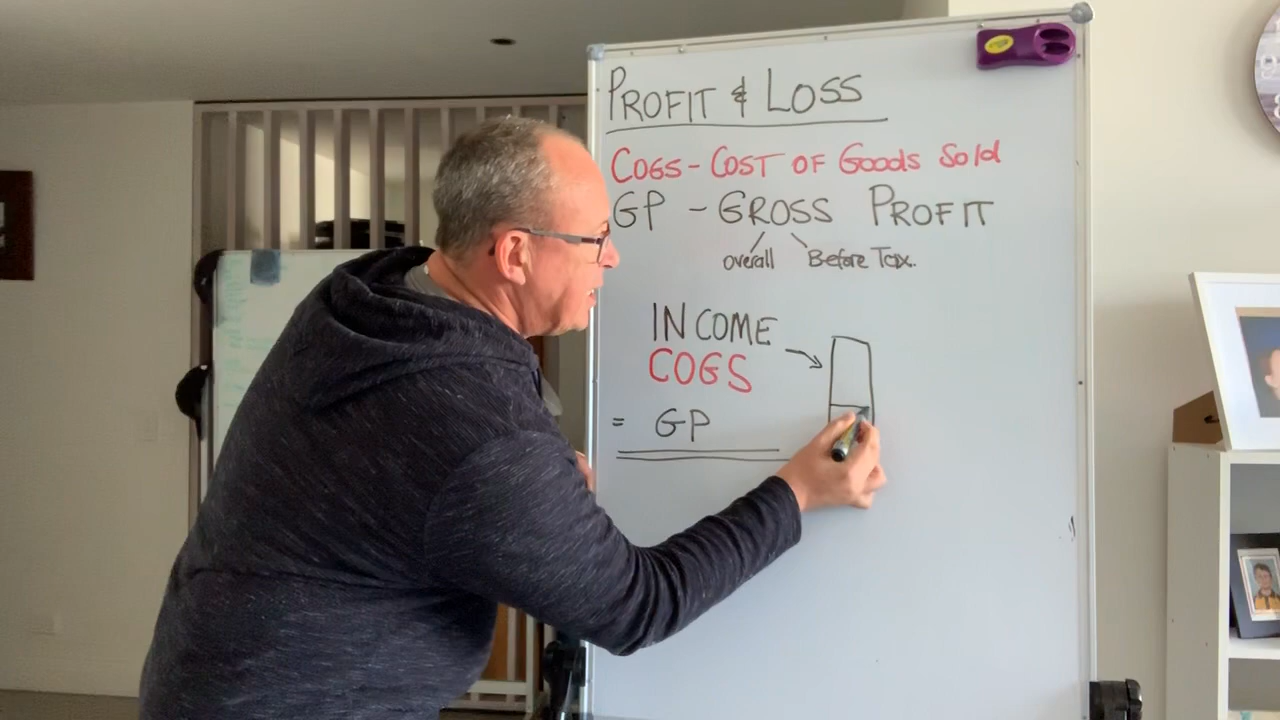 PROFIT & LOSS
COGS - COST OF Goods Sold
GP - GROSS PROFIT
overall Before Tax.
INCOME
COGS
= GP